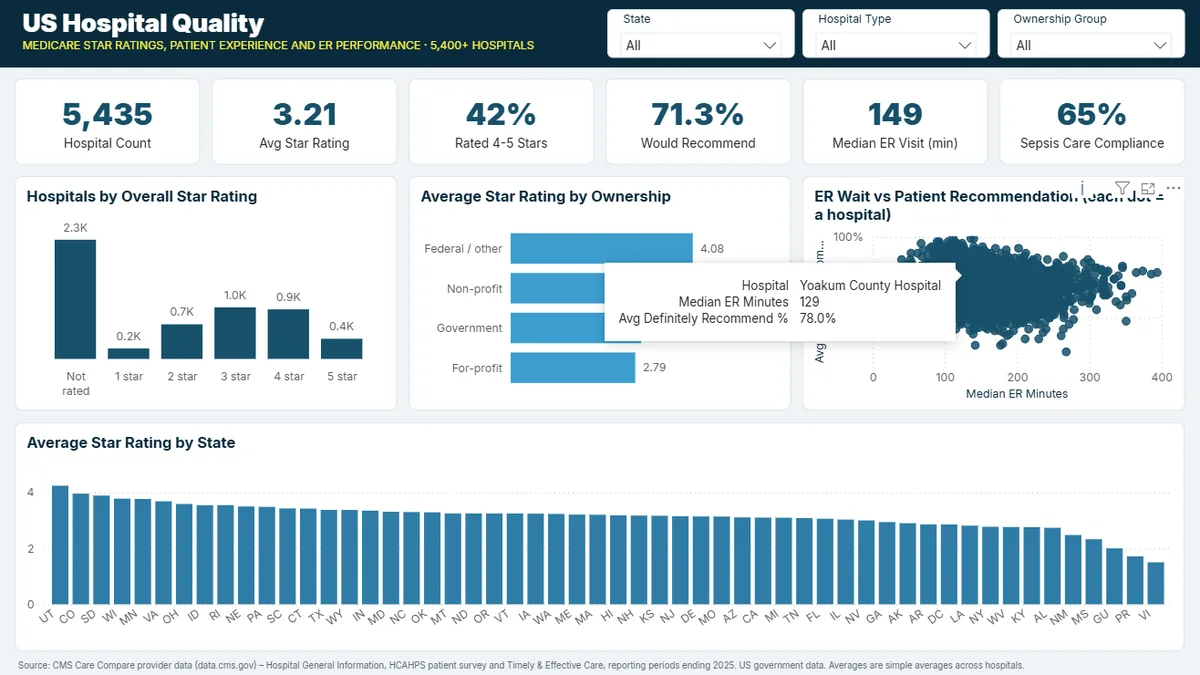 US Hospital Quality
MEDICARE STAR RATINGS, PATIENT EXPERIENCE AND ER PERFORMANCE · 5,400+ HOSPITALS
State
All
Hospital Type
All
Ownership Group
All
5,435
Hospital Count
3.21
Avg Star Rating
42%
Rated 4-5 Stars
71.3%
Would Recommend
149
Median ER Visit (min)
65%
Sepsis Care Compliance
Hospitals by Overall Star Rating
2.3K
0.2K
0.7K
1.0K
0.9K
0.4K
Not rated
1 star
2 star
3 star
4 star
5 star
Average Star Rating by Ownership
Federal / other
4.08
Non-profit
Government
For-profit
2.79
Hospital Yoakum County Hospital
Median ER Minutes 129
Avg Definitely Recommend % 78.0%
ER Wait vs Patient Recommendation (each dot =
a hospital)
100%
Avg
om...
0 100 200 300 400
Median ER Minutes
Average Star Rating by State
4
2
0
UT CO SD WI MN VA OH ID RI NE PA SC CT TX WY IN MD NC OK MT ND OR VT IA WA ME MA HI NH KS NJ DE MO AZ CA MI TN FL IL NV GA AK AR DC LA NY WV KY AL NM MS GU PR VI
Source: CMS Care Compare provider data (data.cms.gov) – Hospital General Information, HCAHPS patient survey and Timely & Effective Care, reporting periods ending 2025. US government data. Averages are simple averages across hospitals.